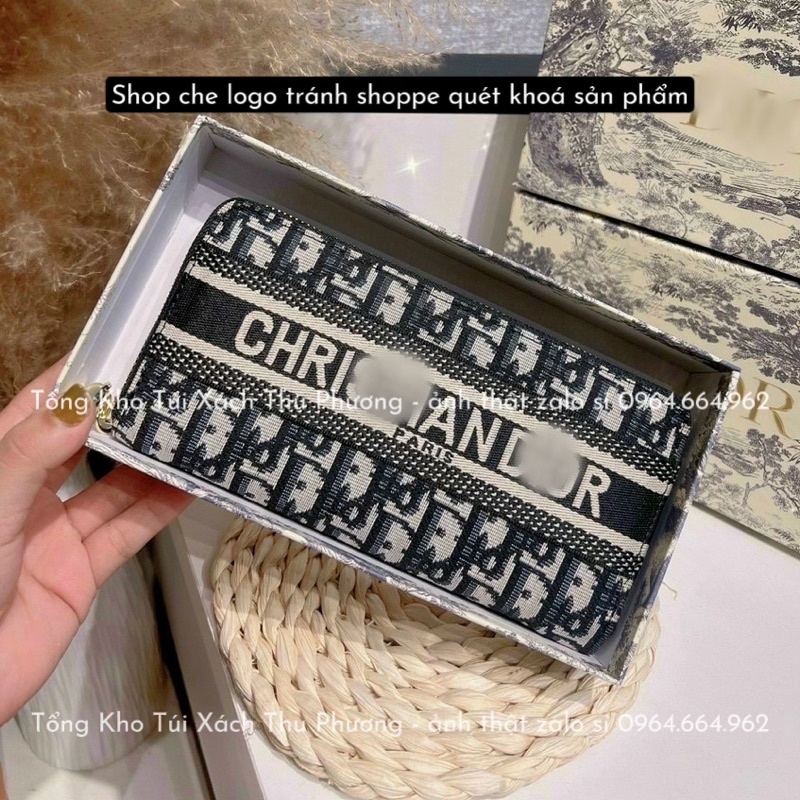 Shop che logo tránh shoppe quét khoá sản phẩm
CHRI IAND R
PARIS
Tổng Kho Túi Xách Thu Phương - ảnh thật zalo sỉ 0964.664.962
Tổng Kho Túi Xách Thu Phương - ảnh thật zalo sỉ 0964.664.962